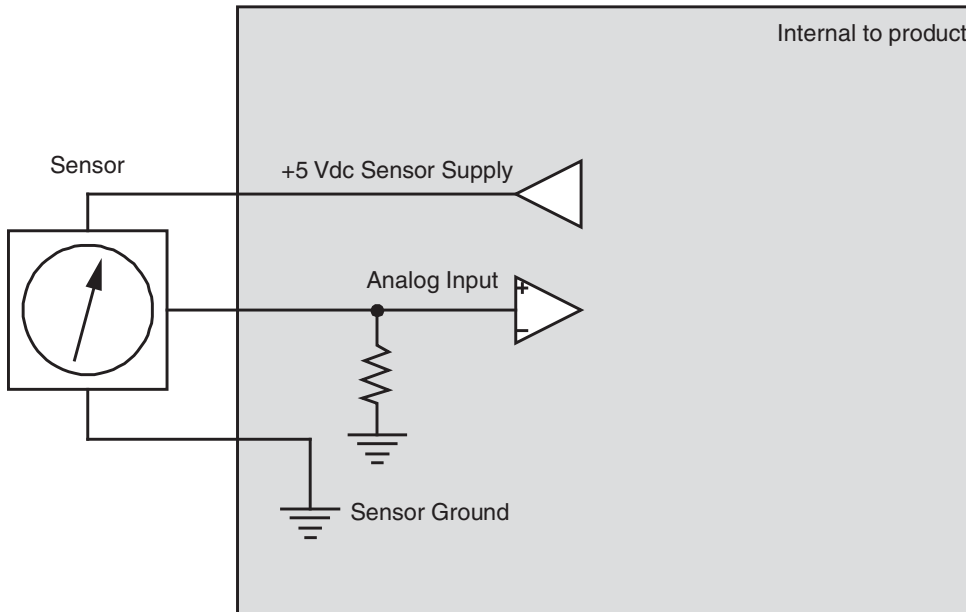 Internal to product
Sensor
+5 Vdc Sensor Supply
Analog Input
+
–
Sensor Ground